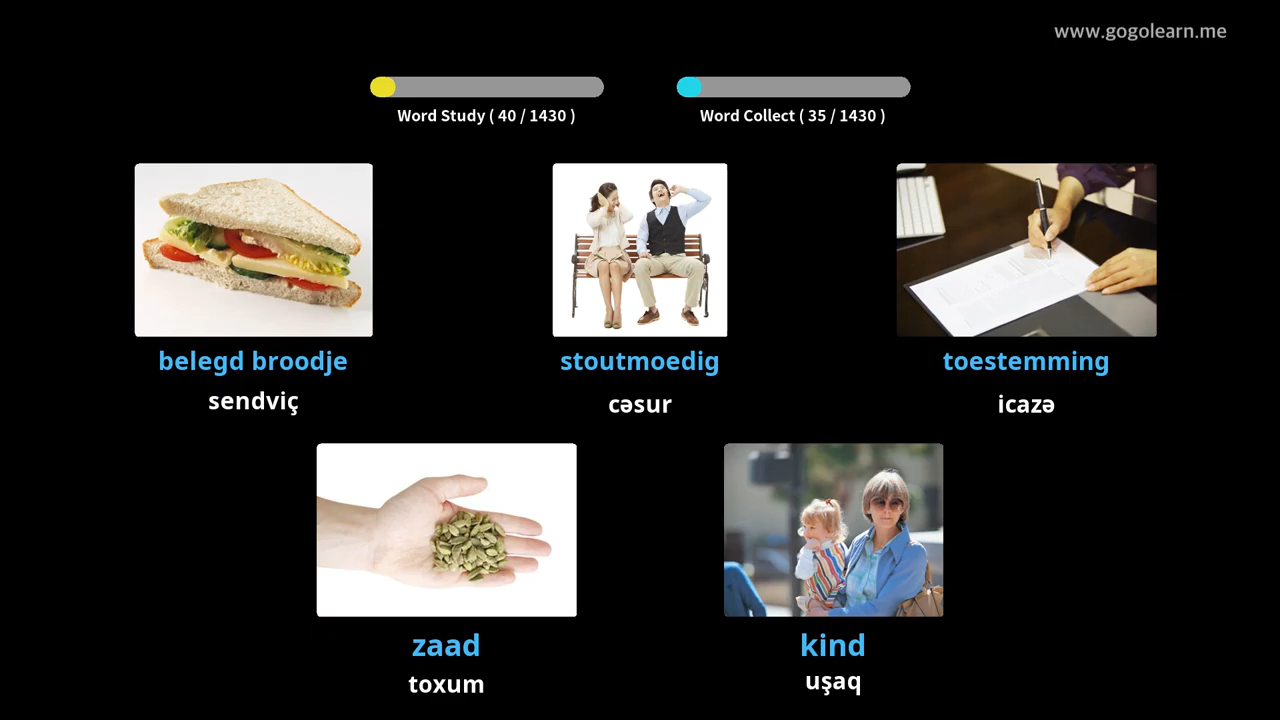 www.gogolearn.me
Word Study ( 40 / 1430 )
Word Collect ( 35 / 1430 )
belegd broodje
sendviç
stoutmoedig
cəsur
toestemming
icazə
zaad
toxum
kind
uşaq